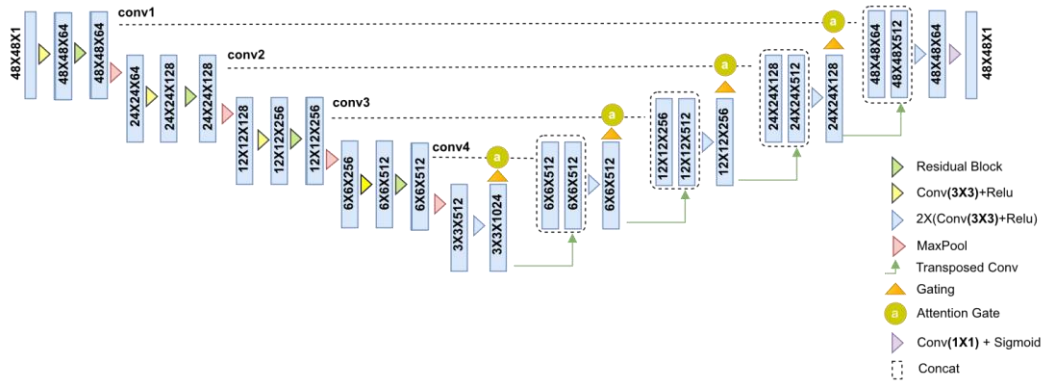 conv1
48X48X1
48X48X64
48X48X64
a
48X48X64
48X48X512
48X48X64
48X48X1
conv2
24X24X64
24X24X128
24X24X128
a
24X24X128
24X24X512
24X24X128
conv3
12X12X128
12X12X256
12X12X256
a
12X12X256
12X12X512
12X12X256
conv4
6X6X256
6X6X512
6X6X512
a
6X6X512
6X6X512
6X6X512
3X3X512
3X3X1024
Residual Block
Conv(3X3)+Relu
2X(Conv(3X3)+Relu)
MaxPool
Transposed Conv
Gating
a
Attention Gate
Conv(1X1) + Sigmoid
Concat